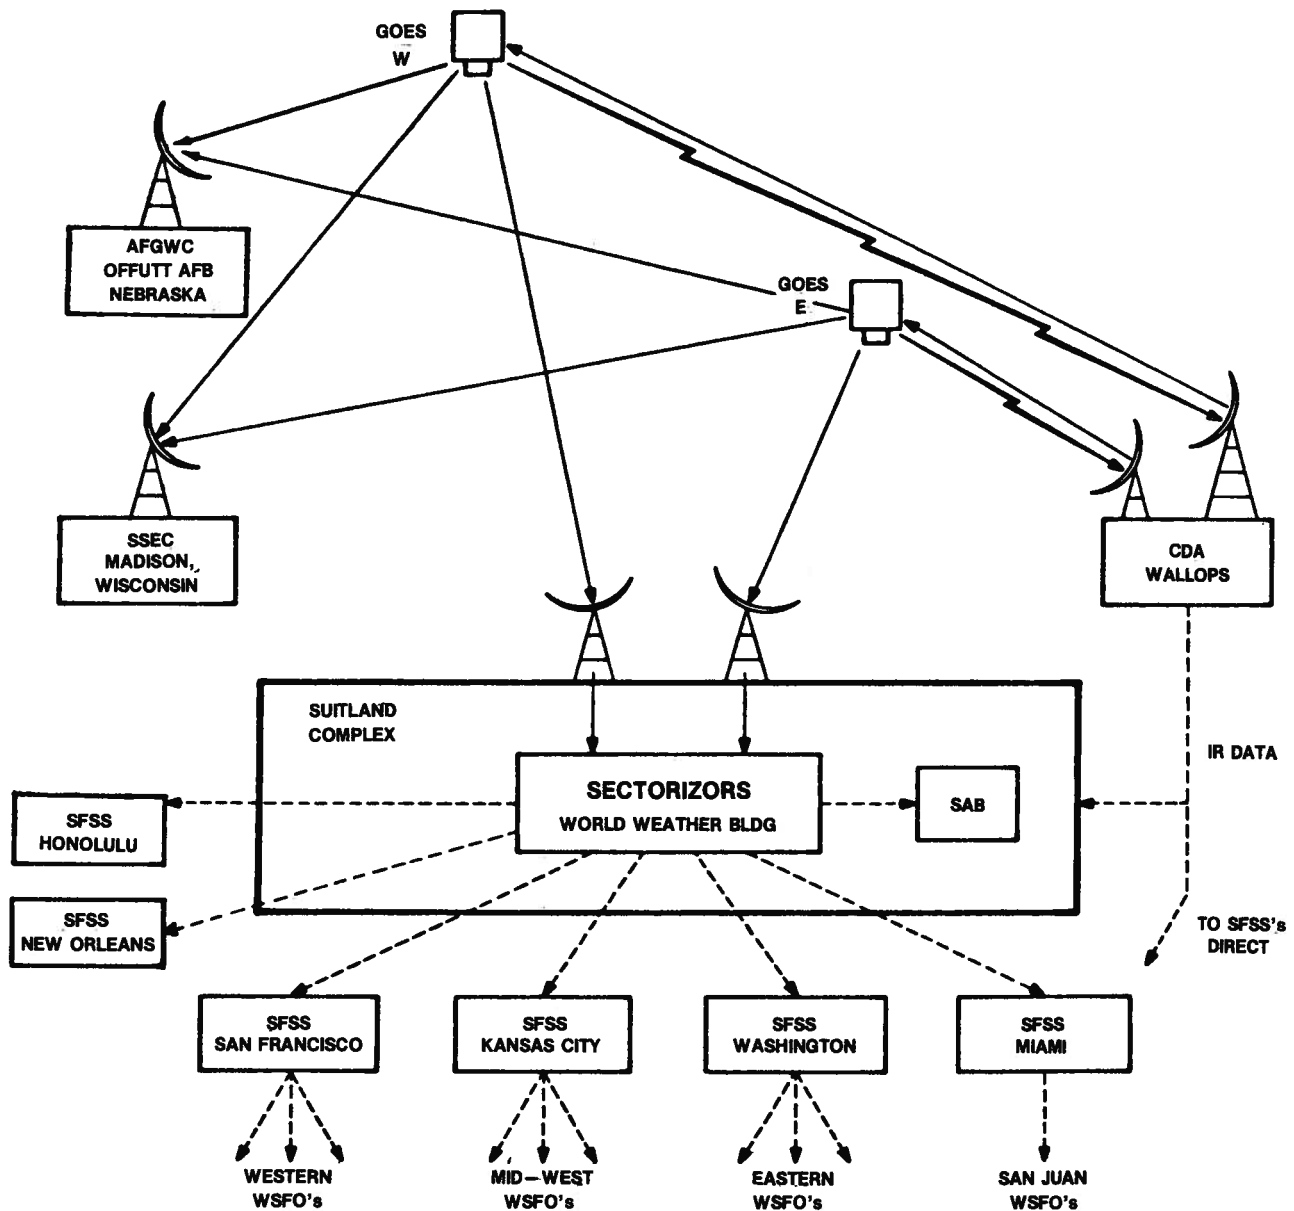 GOES
W
AFGWC
OFFUTT AFB
NEBRASKA
GOES
E
SSEC
MADISON,
WISCONSIN
CDA
WALLOPS
SUITLAND
COMPLEX
IR DATA
SECTORIZORS
WORLD WEATHER BLDG
SAB
SFSS
HONOLULU
SFSS
NEW ORLEANS
TO SFSS's
DIRECT
SFSS
SAN FRANCISCO
SFSS
KANSAS CITY
SFSS
WASHINGTON
SFSS
MIAMI
WESTERN
WSFO's
MID-WEST
WSFO's
EASTERN
WSFO's
SAN JUAN
WSFO's